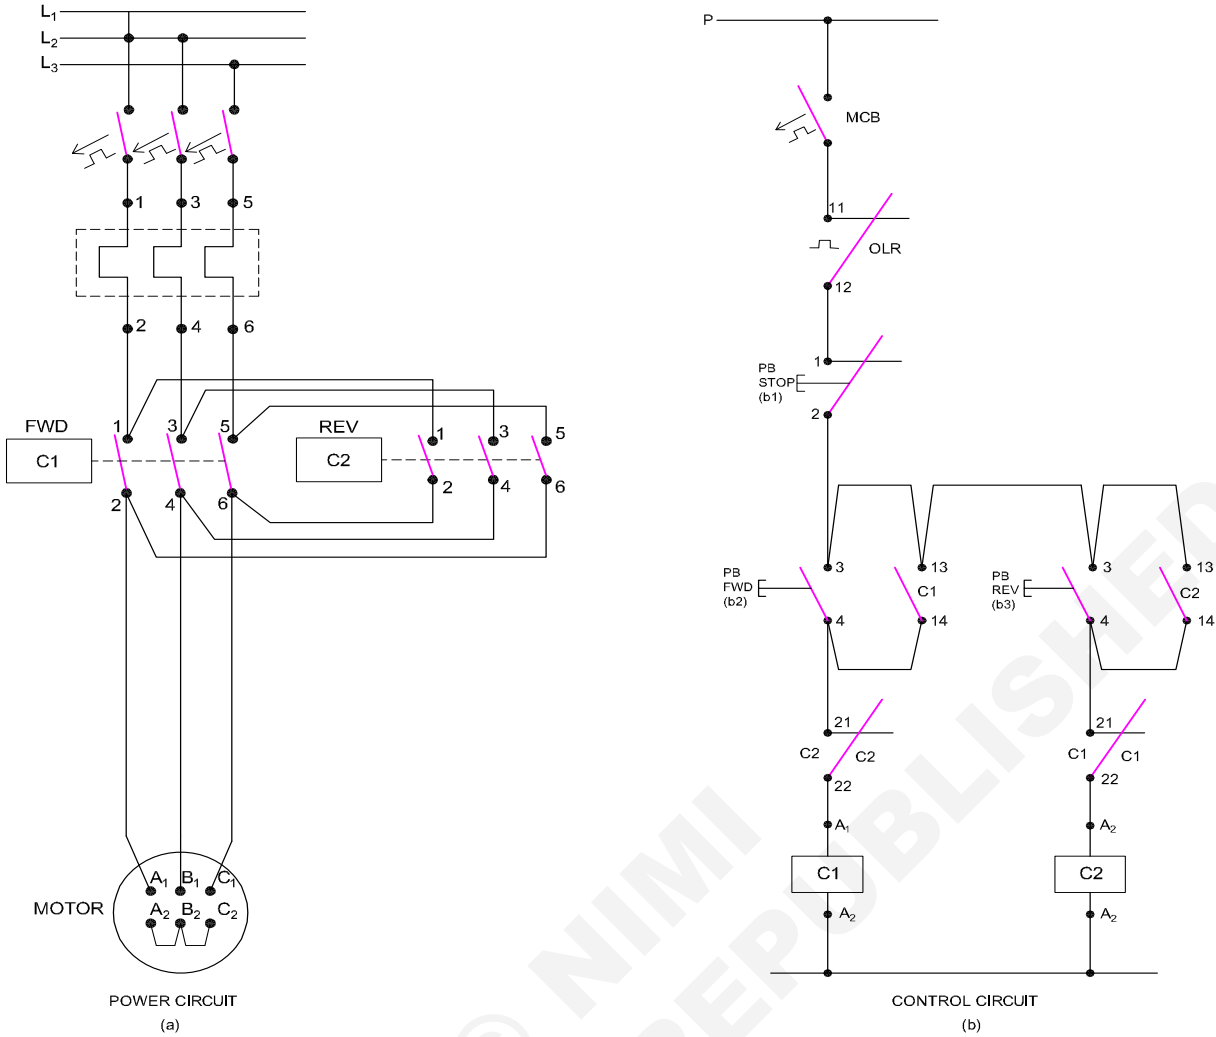 L1
L2
L3
1 3 5
2 4 6
FWD
C1
1 3 5
2 4 6
REV
C2
1 3 5
2 4 6
MOTOR
A1 B1 C1
A2 B2 C2
POWER CIRCUIT
(a)
P
MCB
11
OLR
12
1
PB
STOP
(b1)
2
3 13 3 13
PB
FWD
(b2)
C1
PB
REV
(b3)
C2
4 14 4 14
21 21
C2 C2 C1 C1
22 22
A1 A2
C1 C2
A2 A2
CONTROL CIRCUIT
(b)
© NIMI
REPUBLISHED